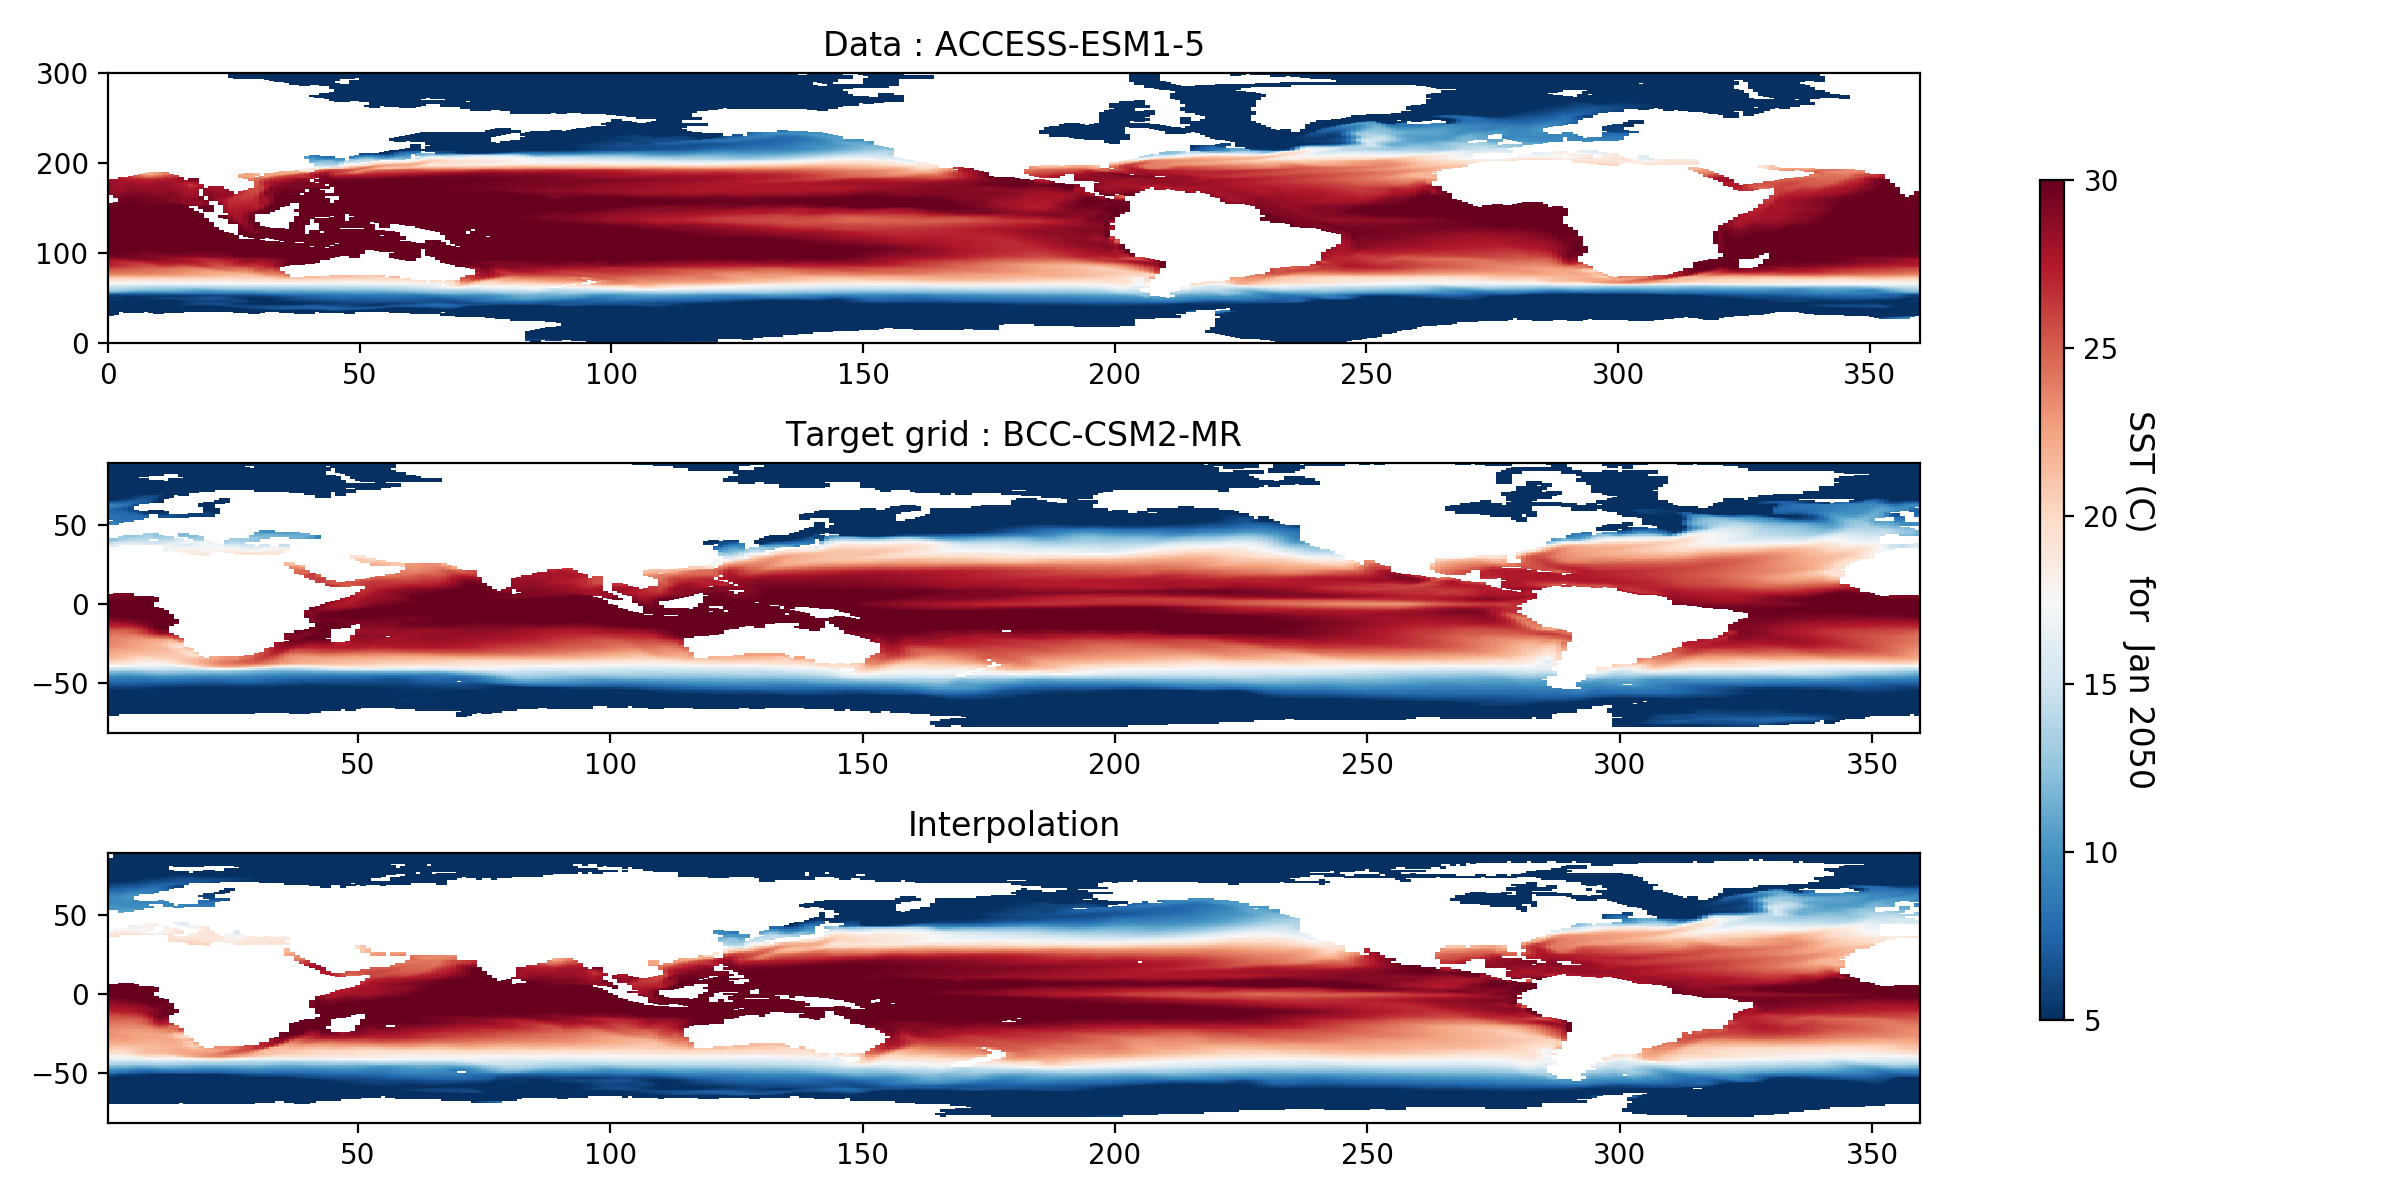 Data : ACCESS-ESM1-5
300
200
100
0
0 50 100 150 200 250 300 350
Target grid : BCC-CSM2-MR
50
0
−50
50 100 150 200 250 300 350
Interpolation
50
0
−50
50 100 150 200 250 300 350
30
25
20
15
10
5
SST (C) for Jan 2050